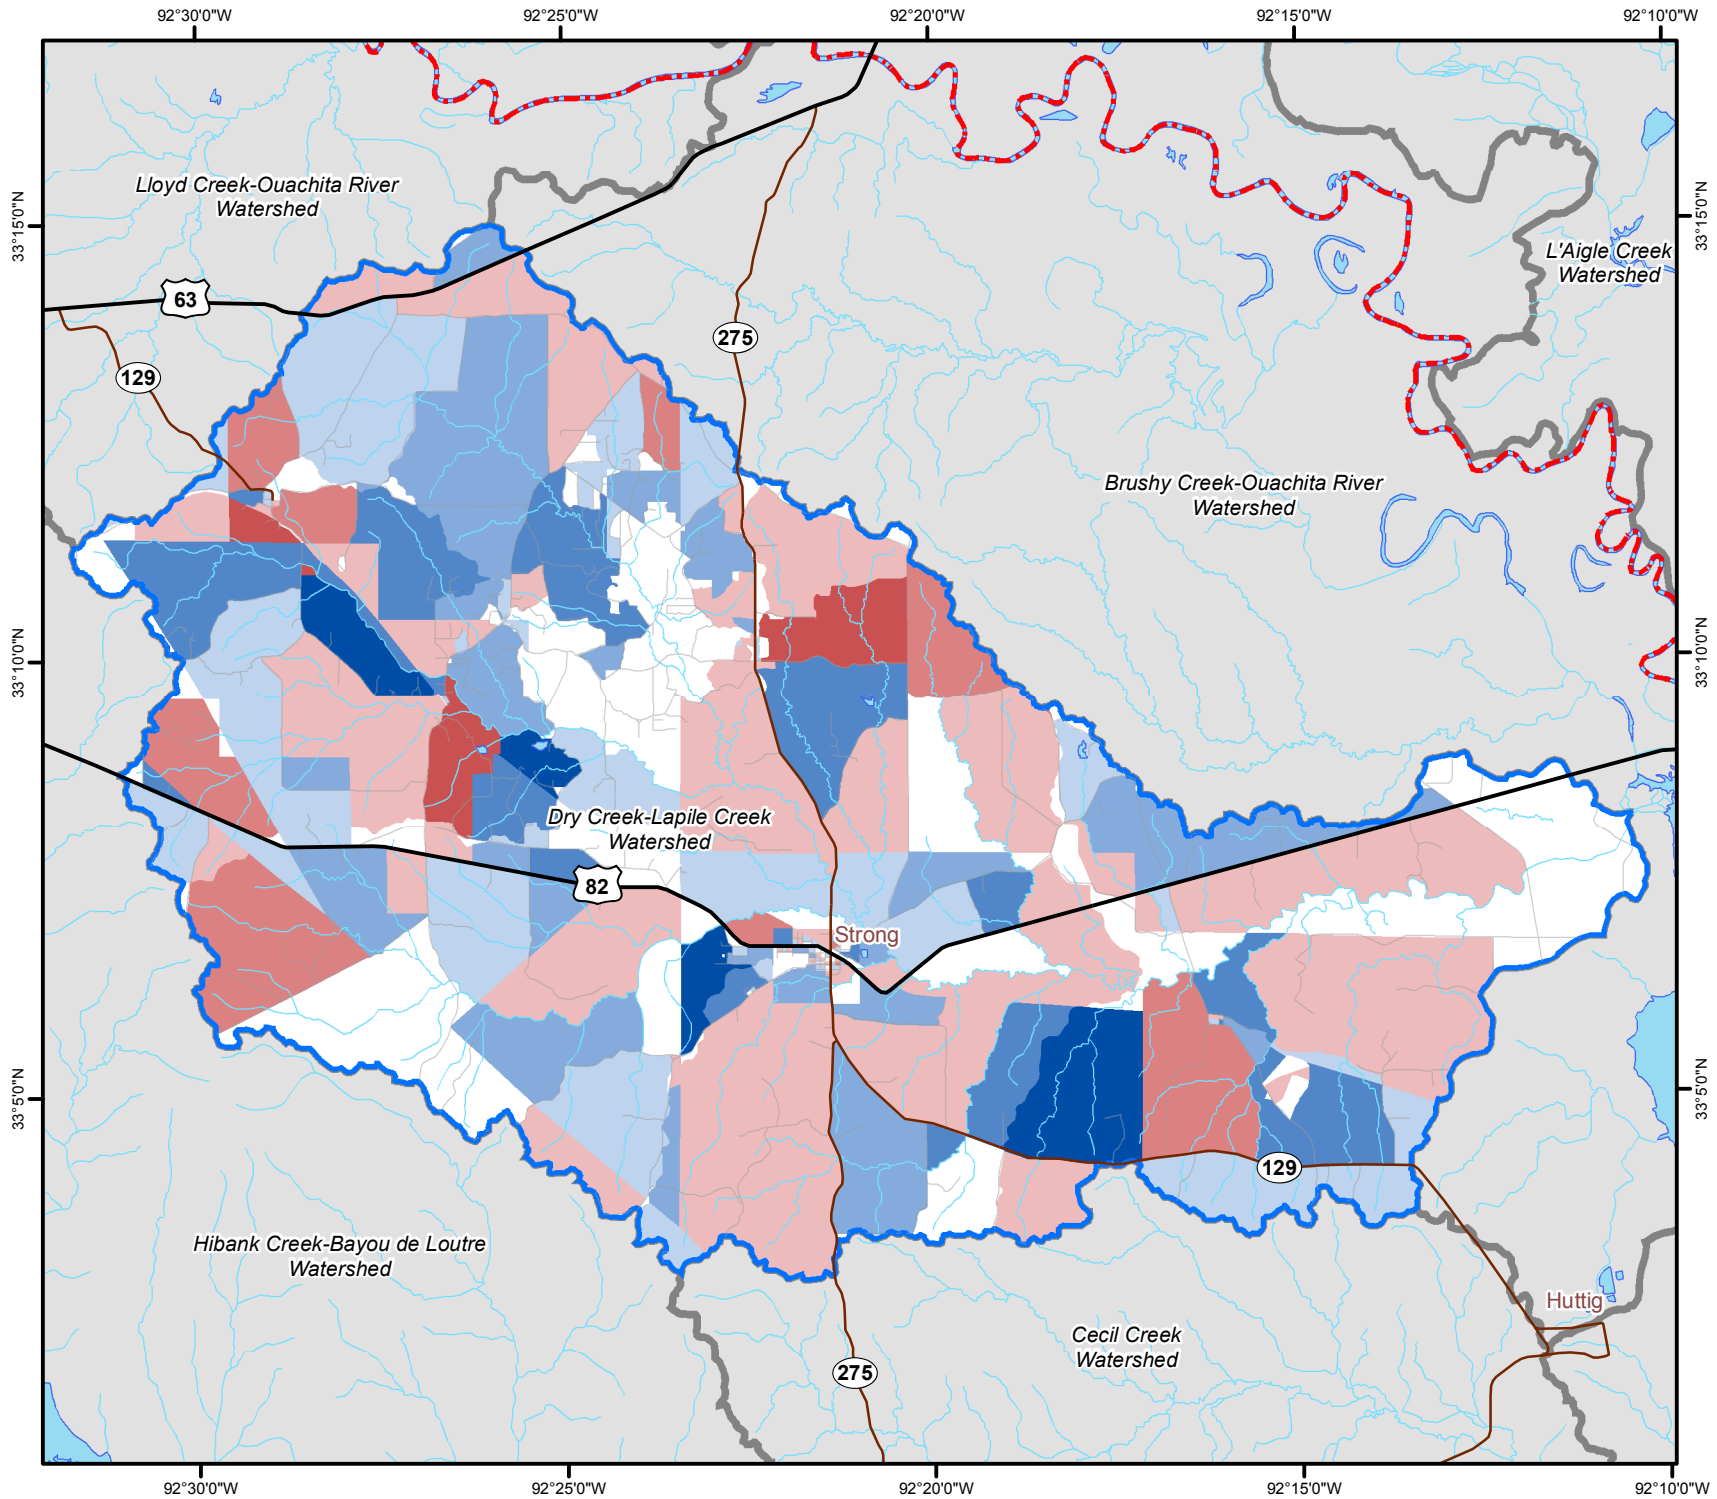 92°30'0"W
92°25'0"W
92°20'0"W
92°15'0"W
92°10'0"W
Lloyd Creek-Ouachita River
Watershed
33°15'0"N
33°15'0"N
L'Aigle Creek
Watershed
63
275
129
Brushy Creek-Ouachita River
Watershed
33°10'0"N
33°10'0"N
Dry Creek-Lapile Creek
Watershed
82
Strong
33°5'0"N
33°5'0"N
129
Hibank Creek-Bayou de Loutre
Watershed
Huttig
Cecil Creek
Watershed
275
92°30'0"W
92°25'0"W
92°20'0"W
92°15'0"W
92°10'0"W